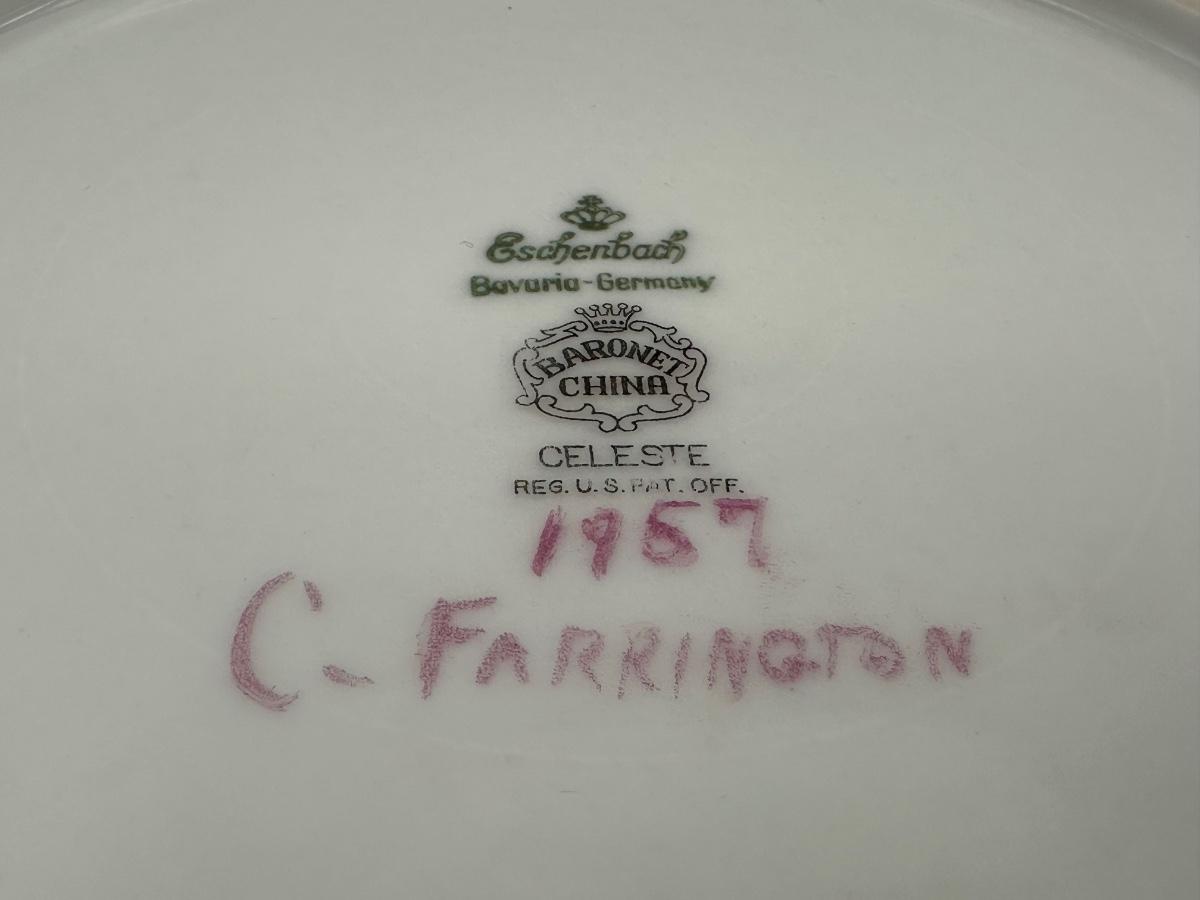 Eschenbach
Bavaria-Germany
BARONET
CHINA
CELESTE
REG. U. S. PAT. OFF.
1957
C- FARRINGTON